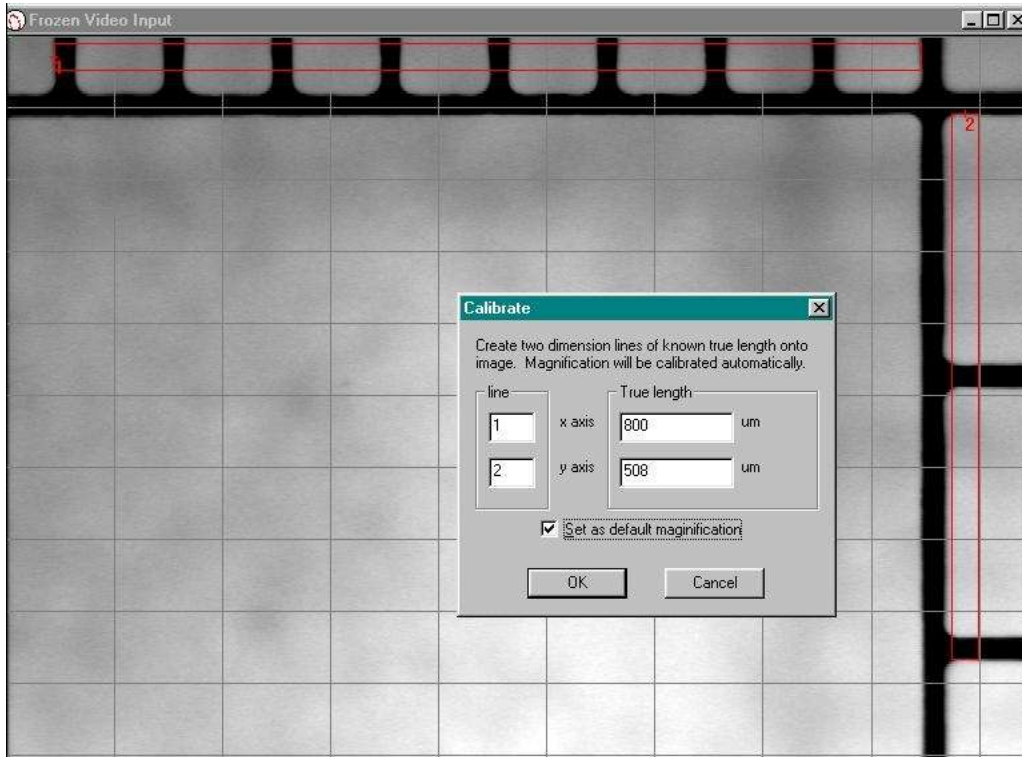 Frozen Video Input
1
2
Calibrate
Create two dimension lines of known true length onto
image. Magnification will be calibrated automatically.
line
True length
1 x axis 800 um
2 y axis 508 um
Set as default maginification
OK Cancel